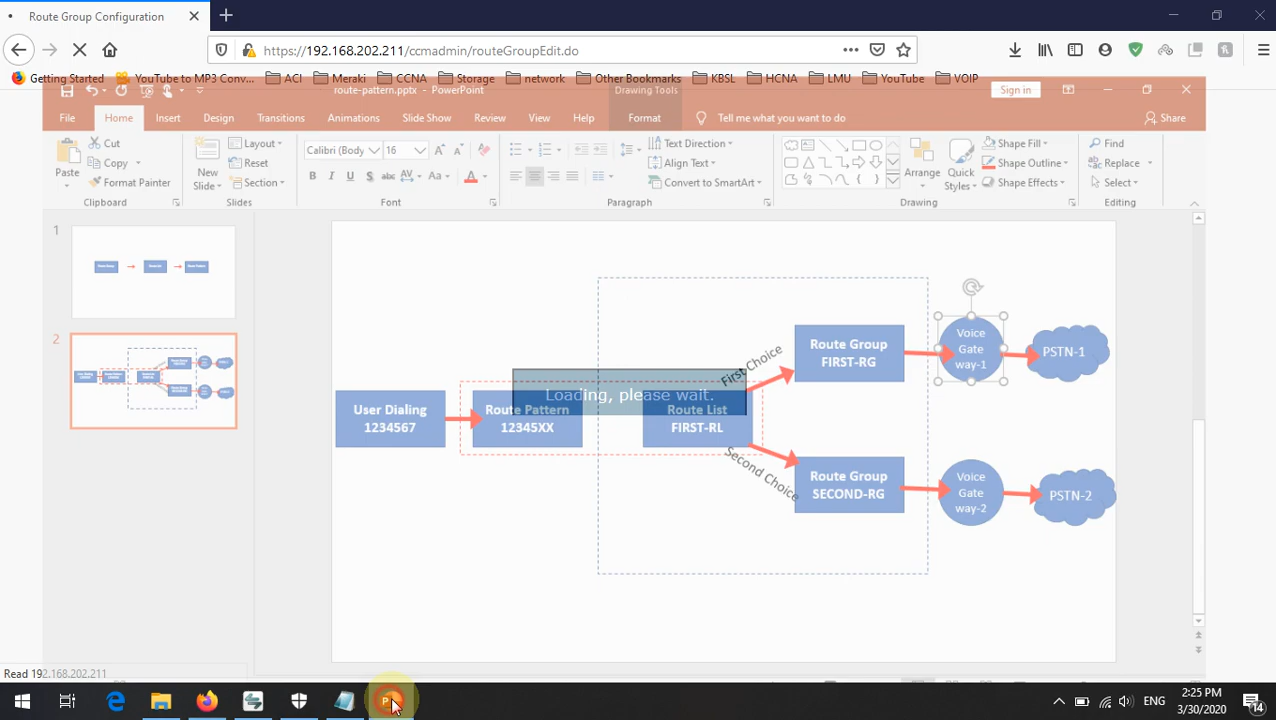 Route Group Configuration
https://192.168.202.211/ccmadmin/routeGroupEdit.do
Getting Started
YouTube to MP3 Conv...
ACI
Meraki
CCNA
Storage
network
Other Bookmarks
KBSL
HCNA
LMU
YouTube
VOIP
route-pattern.pptx - PowerPoint
Drawing Tools
Sign in
File
Home
Insert
Design
Transitions
Animations
Slide Show
Review
View
Help
Format
Tell me what you want to do
Share
Paste
Cut
Copy
Format Painter
Clipboard
New
Slide
Layout
Reset
Section
Slides
Calibri (Body)
16
Font
Text Direction
Align Text
Convert to SmartArt
Paragraph
Arrange
Quick
Styles
Shape Fill
Shape Outline
Shape Effects
Drawing
Find
Replace
Select
Editing
1
2
User Dialing
1234567
Route Pattern
12345XX
Loading, please wait.
Route List
FIRST-RL
First Choice
Second Choice
Route Group
FIRST-RG
Route Group
SECOND-RG
Voice
Gate
way-1
PSTN-1
Voice
Gate
way-2
PSTN-2
Read 192.168.202.211
ENG
2:25 PM
3/30/2020
14